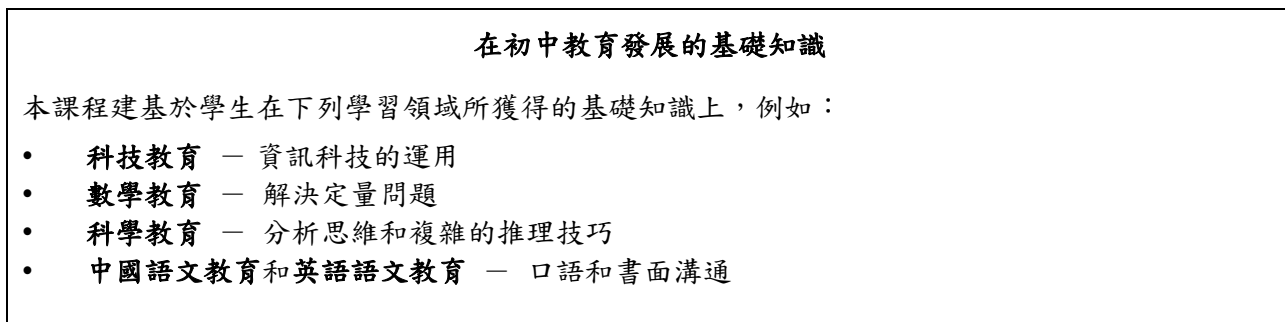 在初中教育發展的基礎知識
本課程建基於學生在下列學習領域所獲得的基礎知識上，例如：
• 科技教育 － 資訊科技的運用
• 數學教育 － 解決定量問題
• 科學教育 － 分析思維和複雜的推理技巧
• 中國語文教育和英語語文教育 － 口語和書面溝通